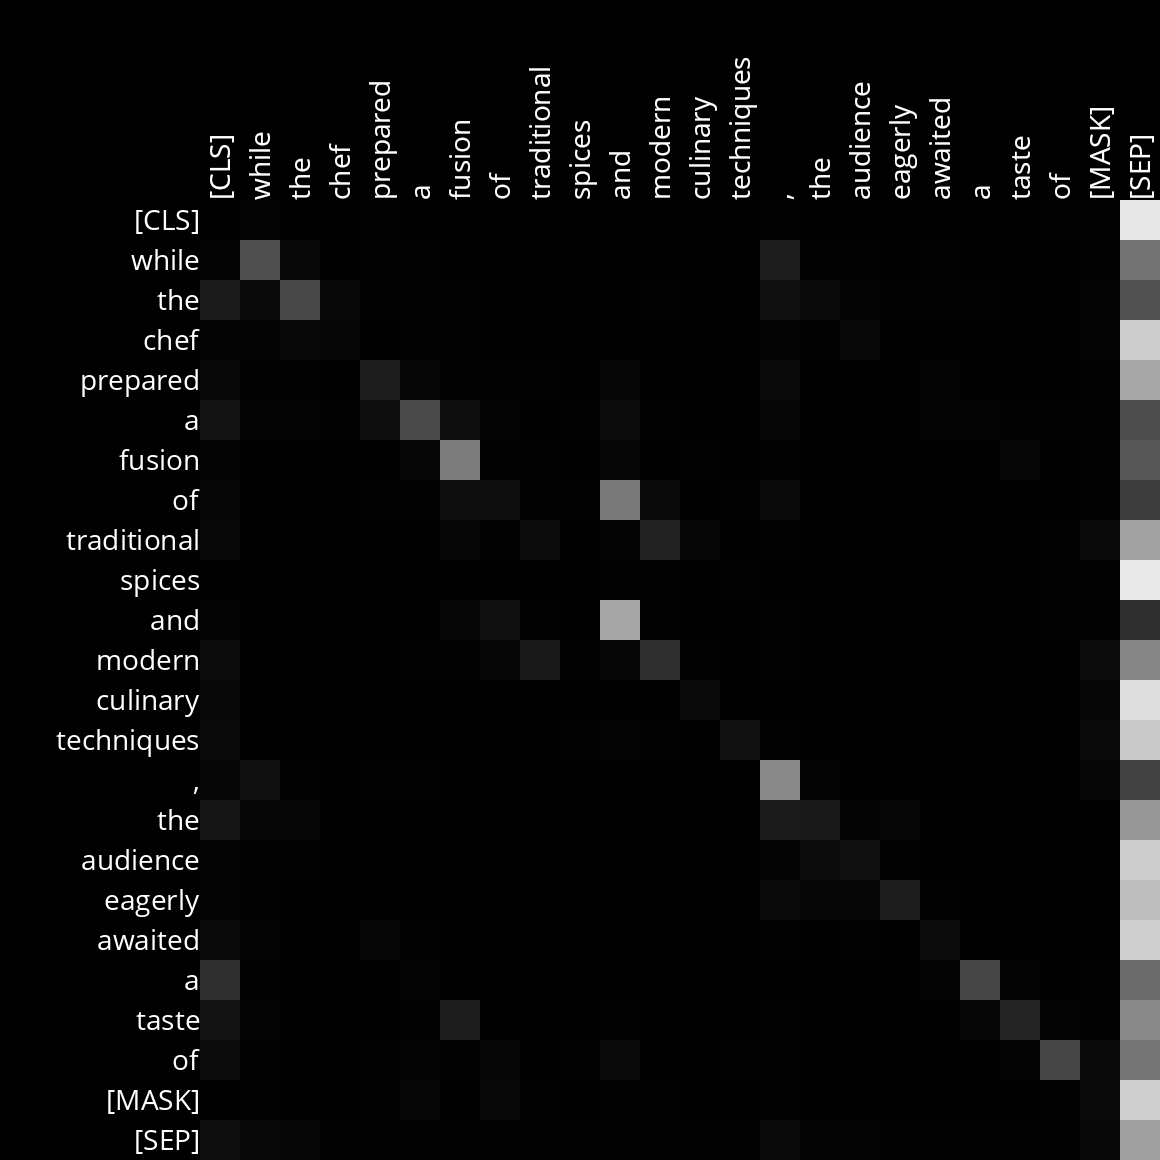 [CLS] while the chef prepared a fusion of traditional spices and modern culinary techniques , the audience eagerly awaited a taste of [MASK] [SEP]
[CLS]
while
the
chef
prepared
a
fusion
of
traditional
spices
and
modern
culinary
techniques
,
the
audience
eagerly
awaited
a
taste
of
[MASK]
[SEP]